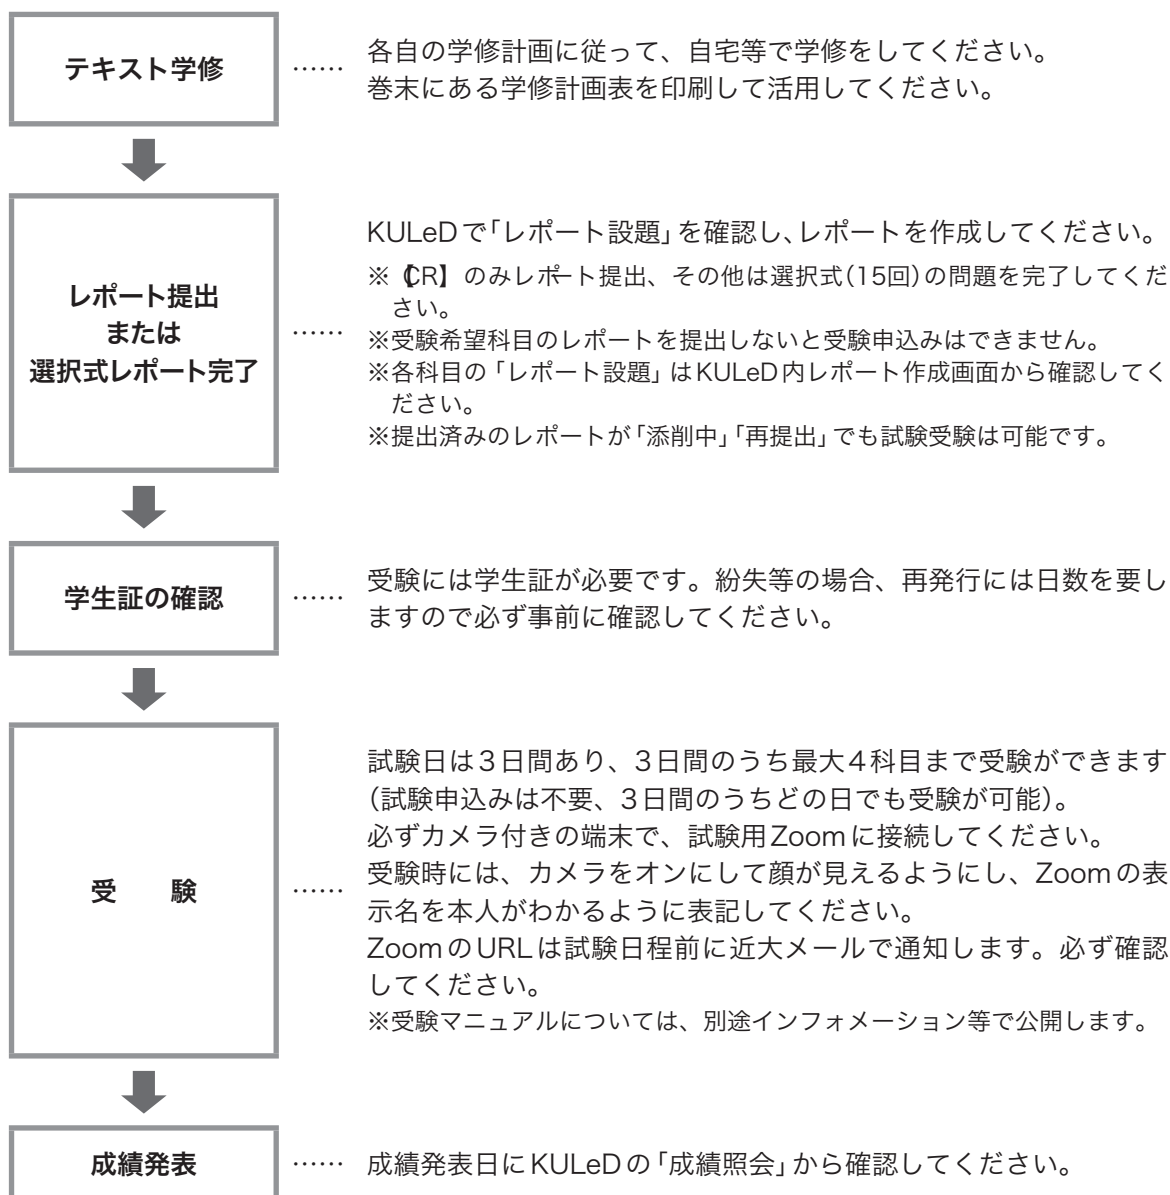 テキスト学修
…… 各自の学修計画に従って、自宅等で学修をしてください。
巻末にある学修計画表を印刷して活用してください。
レポート提出
または
選択式レポート完了
…… KULeDで「レポート設題」を確認し、レポートを作成してください。
※【CR】のみレポート提出、その他は選択式(15回)の問題を完了してくだ
さい。
※受験希望科目のレポートを提出しないと受験申込みはできません。
※各科目の「レポート設題」はKULeD内レポート作成画面から確認してく
ださい。
※提出済みのレポートが「添削中」「再提出」でも試験受験は可能です。
学生証の確認
…… 受験には学生証が必要です。紛失等の場合、再発行には日数を要し
ますので必ず事前に確認してください。
受　験
…… 試験日は3日間あり、3日間のうち最大4科目まで受験ができます
(試験申込みは不要、3日間のうちどの日でも受験が可能)。
必ずカメラ付きの端末で、試験用Zoomに接続してください。
受験時には、カメラをオンにして顔が見えるようにし、Zoomの表
示名を本人がわかるように表記してください。
ZoomのURLは試験日程前に近大メールで通知します。必ず確認
してください。
※受験マニュアルについては、別途インフォメーション等で公開します。
成績発表
…… 成績発表日にKULeDの「成績照会」から確認してください。